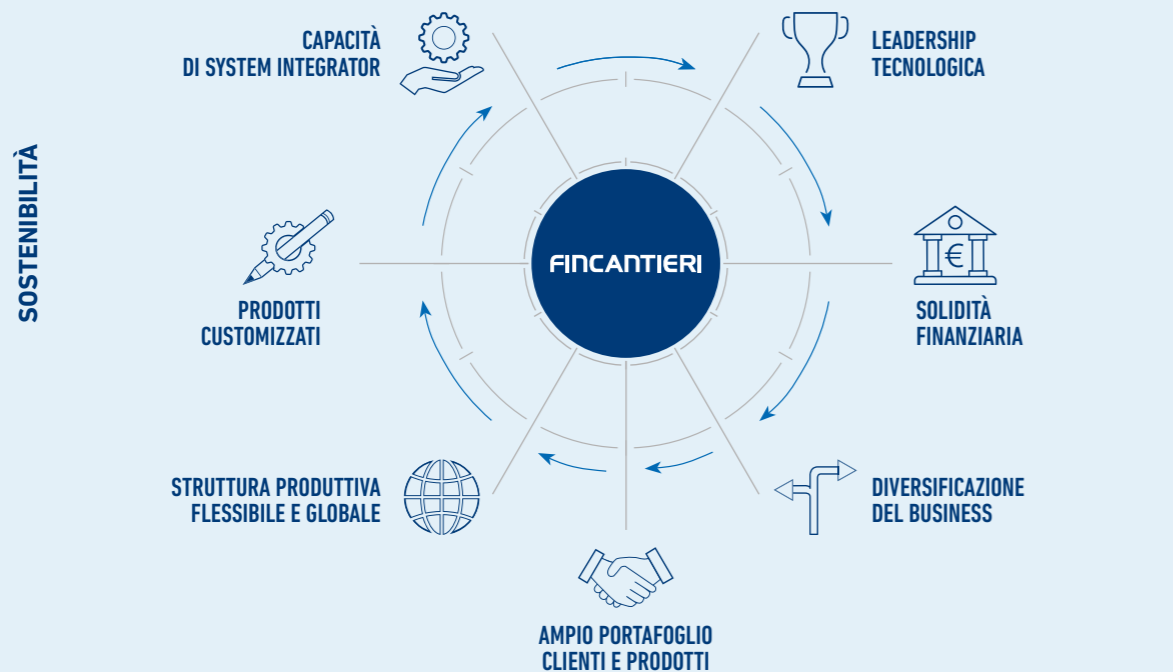 SOSTENIBILITÀ
CAPACITÀ
DI SYSTEM INTEGRATOR
LEADERSHIP
TECNOLOGICA
FINCANTIERI
€
PRODOTTI
CUSTOMIZZATI
SOLIDITÀ
FINANZIARIA
STRUTTURA PRODUTTIVA
FLESSIBILE E GLOBALE
DIVERSIFICAZIONE
DEL BUSINESS
AMPIO PORTAFOGLIO
CLIENTI E PRODOTTI